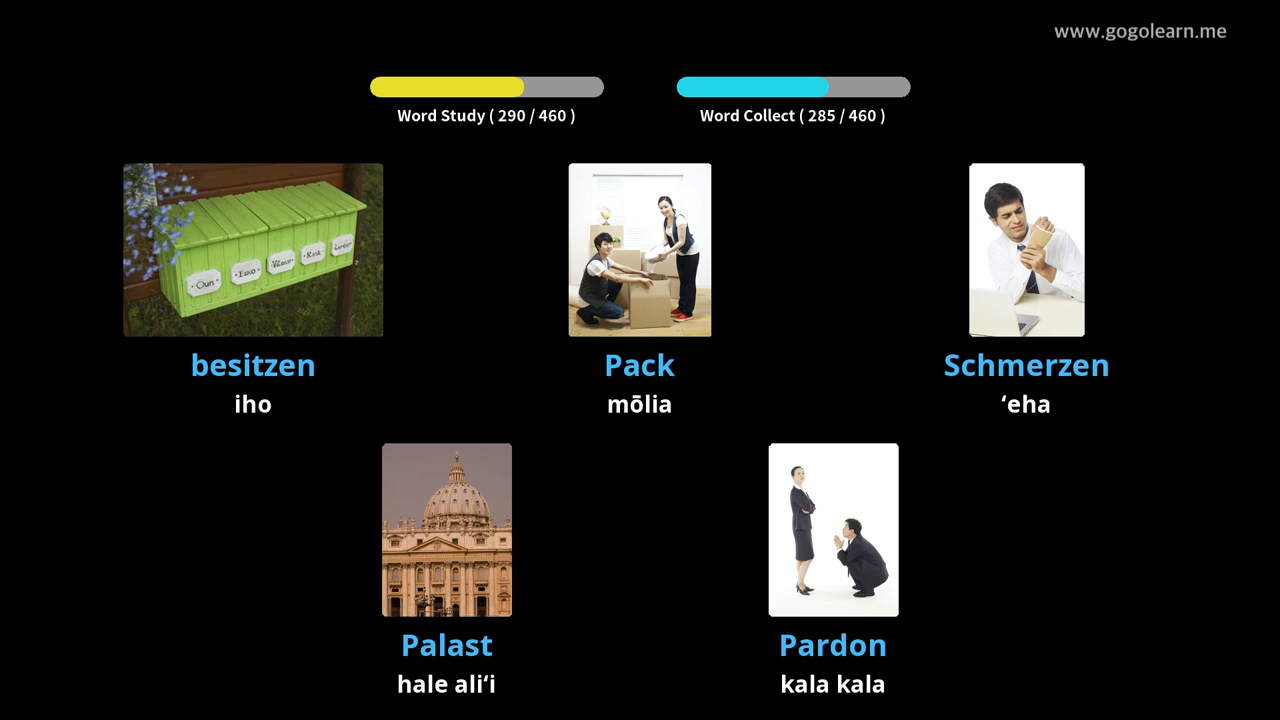 www.gogolearn.me
Word Study ( 290 / 460 )
Word Collect ( 285 / 460 )
Õun
besitzen
iho
Pack
mōlia
Schmerzen
ʻeha
Palast
hale aliʻi
Pardon
kala kala